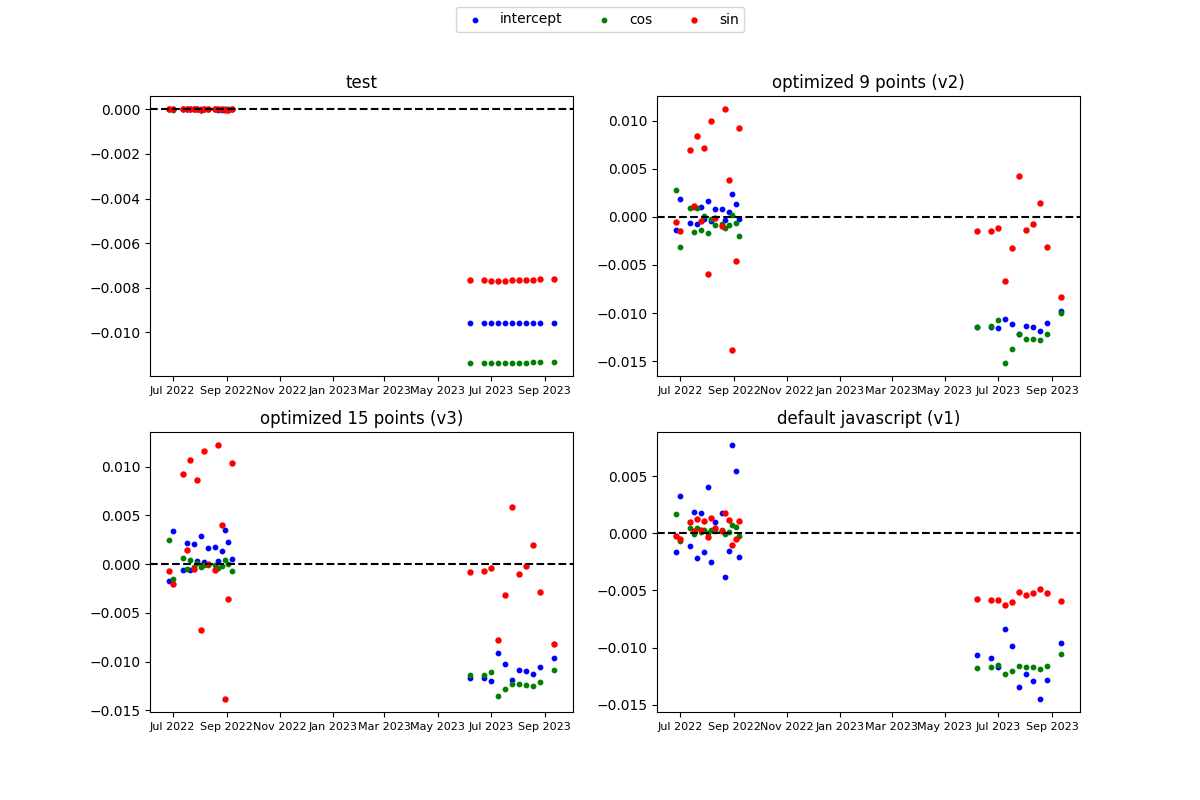 intercept cos sin
test
0.000
−0.002
−0.004
−0.006
−0.008
−0.010
Jul 2022 Sep 2022 Nov 2022 Jan 2023 Mar 2023 May 2023 Jul 2023 Sep 2023
optimized 9 points (v2)
0.010
0.005
0.000
−0.005
−0.010
−0.015
Jul 2022 Sep 2022 Nov 2022 Jan 2023 Mar 2023 May 2023 Jul 2023 Sep 2023
optimized 15 points (v3)
0.010
0.005
0.000
−0.005
−0.010
−0.015
Jul 2022 Sep 2022 Nov 2022 Jan 2023 Mar 2023 May 2023 Jul 2023 Sep 2023
default javascript (v1)
0.005
0.000
−0.005
−0.010
−0.015
Jul 2022 Sep 2022 Nov 2022 Jan 2023 Mar 2023 May 2023 Jul 2023 Sep 2023